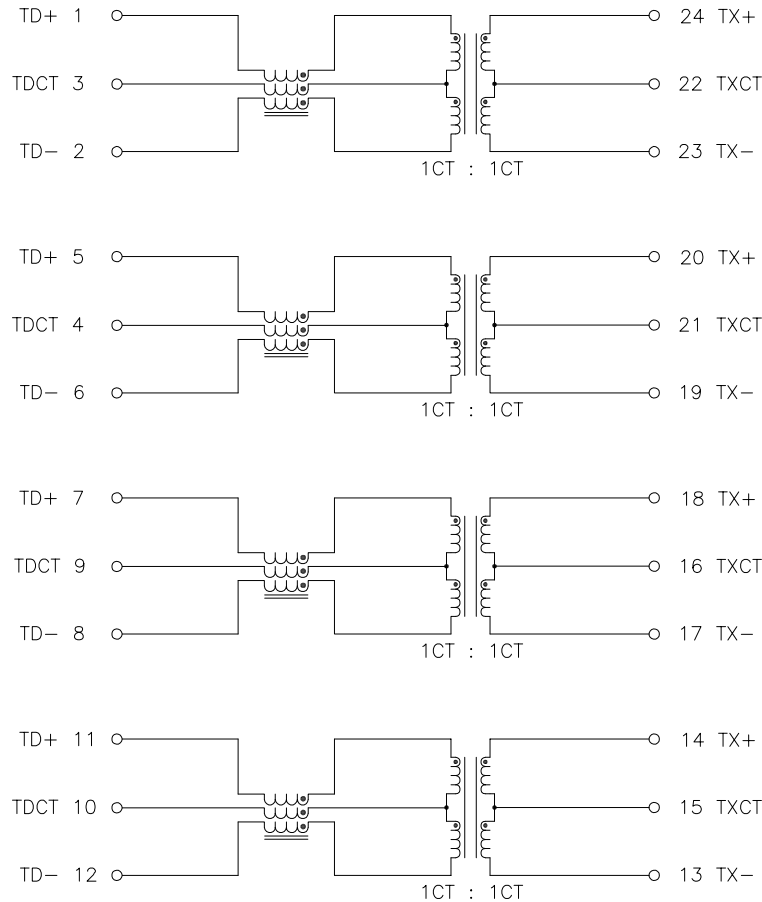 TD+ 1 24 TX+
TDCT 3 22 TXCT
TD− 2 23 TX−
1CT : 1CT
TD+ 5 20 TX+
TDCT 4 21 TXCT
TD− 6 19 TX−
1CT : 1CT
TD+ 7 18 TX+
TDCT 9 16 TXCT
TD− 8 17 TX−
1CT : 1CT
TD+ 11 14 TX+
TDCT 10 15 TXCT
TD− 12 13 TX−
1CT : 1CT